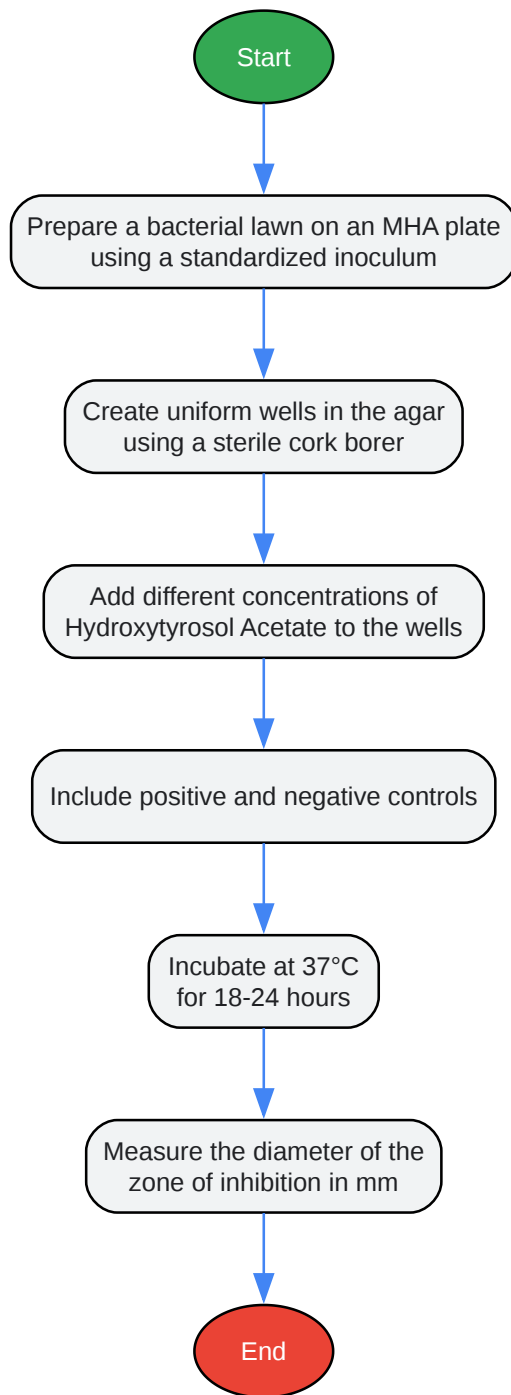 Start
Prepare a bacterial lawn on an MHA plate
using a standardized inoculum
Create uniform wells in the agar
using a sterile cork borer
Add different concentrations of
Hydroxytyrosol Acetate to the wells
Include positive and negative controls
Incubate at 37°C
for 18-24 hours
Measure the diameter of the
zone of inhibition in mm
End